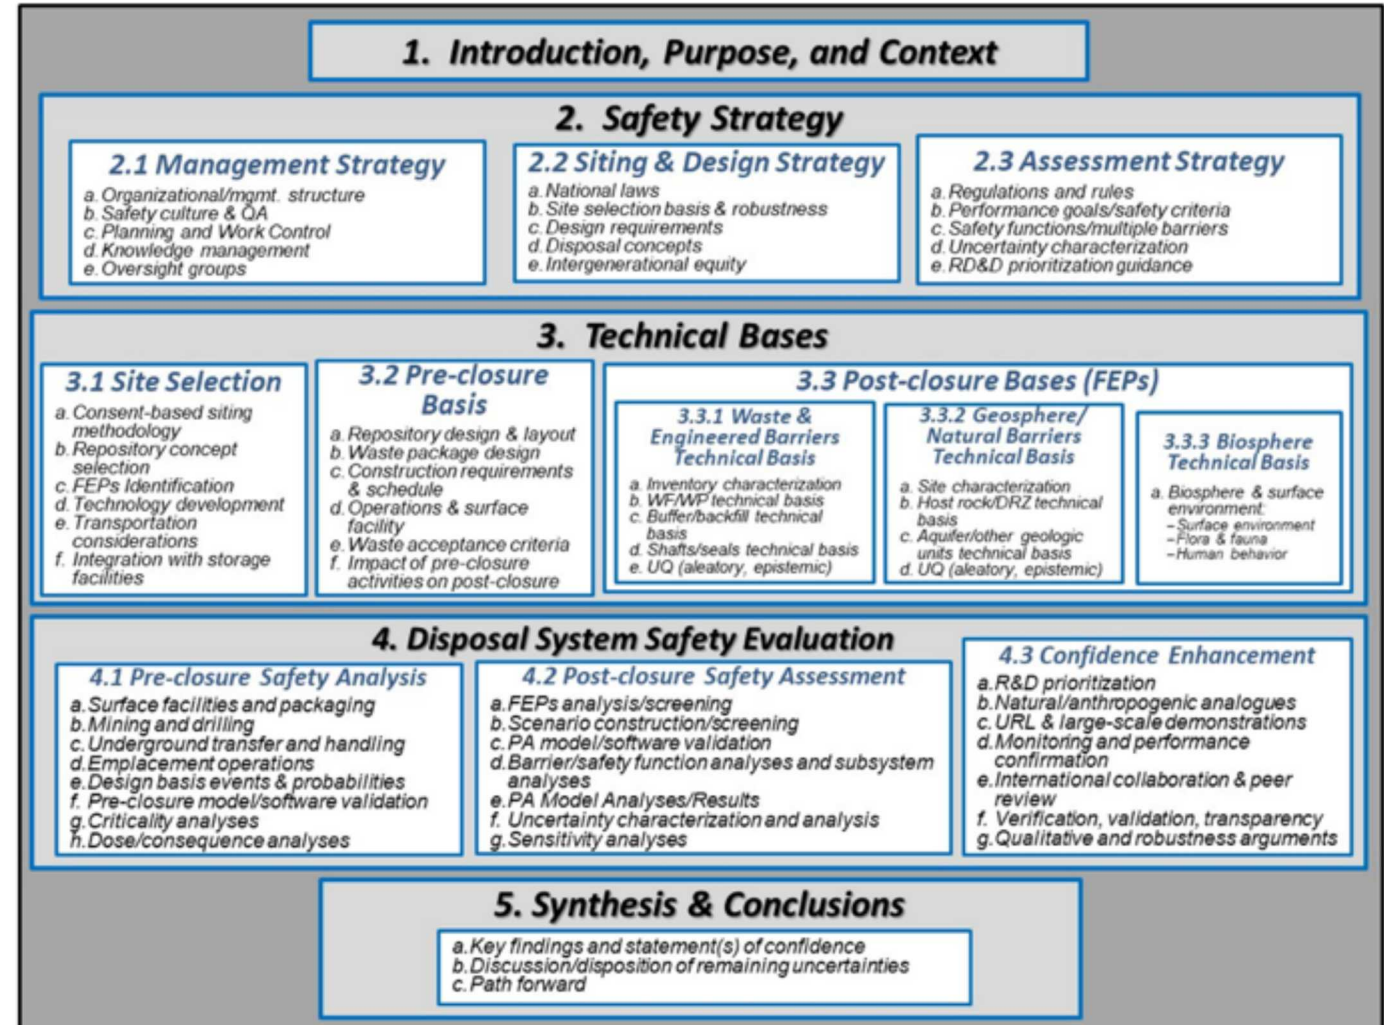 1. Introduction, Purpose, and Context
2. Safety Strategy
2.1 Management Strategy
a. Organizational/mgmt. structure
b. Safety culture & QA
c. Planning and Work Control
d. Knowledge management
e. Oversight groups
2.2 Siting & Design Strategy
a. National laws
b. Site selection basis & robustness
c. Design requirements
d. Disposal concepts
e. Intergenerational equity
2.3 Assessment Strategy
a. Regulations and rules
b. Performance goals/safety criteria
c. Safety functions/multiple barriers
d. Uncertainty characterization
e. RD&D prioritization guidance
3. Technical Bases
3.1 Site Selection
a. Consent-based siting
methodology
b. Repository concept
selection
c. FEPs Identification
d. Technology development
e. Transportation
considerations
f. Integration with storage
facilities
3.2 Pre-closure
Basis
a. Repository design & layout
b. Waste package design
c. Construction requirements
& schedule
d. Operations & surface
facility
e. Waste acceptance criteria
f. Impact of pre-closure
activities on post-closure
3.3 Post-closure Bases (FEPs)
3.3.1 Waste &
Engineered Barriers
Technical Basis
a. Inventory characterization
b. WF/WP technical basis
c. Buffer/backfill technical
basis
d. Shafts/seals technical basis
e. UQ (aleatory, epistemic)
3.3.2 Geosphere/
Natural Barriers
Technical Basis
a. Site characterization
b. Host rock/DRZ technical
basis
c. Aquifer/other geologic
units technical basis
d. UQ (aleatory, epistemic)
3.3.3 Biosphere
Technical Basis
a. Biosphere & surface
environment:
–Surface environment
–Flora & fauna
–Human behavior
4. Disposal System Safety Evaluation
4.1 Pre-closure Safety Analysis
a. Surface facilities and packaging
b. Mining and drilling
c. Underground transfer and handling
d. Emplacement operations
e. Design basis events & probabilities
f. Pre-closure model/software validation
g. Criticality analyses
h. Dose/consequence analyses
4.2 Post-closure Safety Assessment
a. FEPs analysis/screening
b. Scenario construction/screening
c. PA model/software validation
d. Barrier/safety function analyses and subsystem
analyses
e. PA Model Analyses/Results
f. Uncertainty characterization and analysis
g. Sensitivity analyses
4.3 Confidence Enhancement
a. R&D prioritization
b. Natural/anthropogenic analogues
c. URL & large-scale demonstrations
d. Monitoring and performance
confirmation
e. International collaboration & peer
review
f. Verification, validation, transparency
g. Qualitative and robustness arguments
5. Synthesis & Conclusions
a. Key findings and statement(s) of confidence
b. Discussion/disposition of remaining uncertainties
c. Path forward